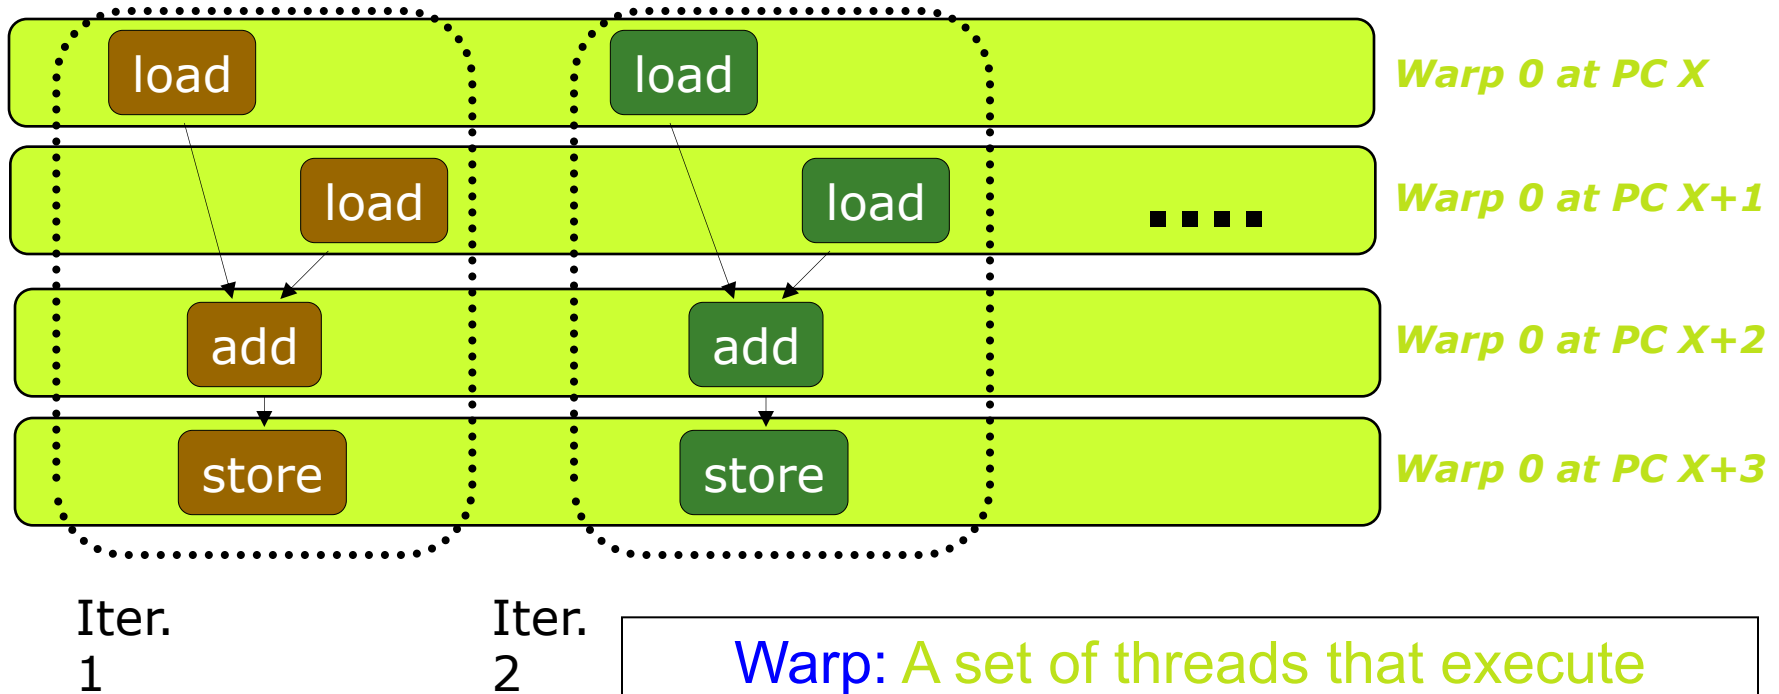 load load Warp 0 at PC X
load load Warp 0 at PC X+1
add add Warp 0 at PC X+2
store store Warp 0 at PC X+3
Iter.
1
Iter.
2
Warp: A set of threads that execute